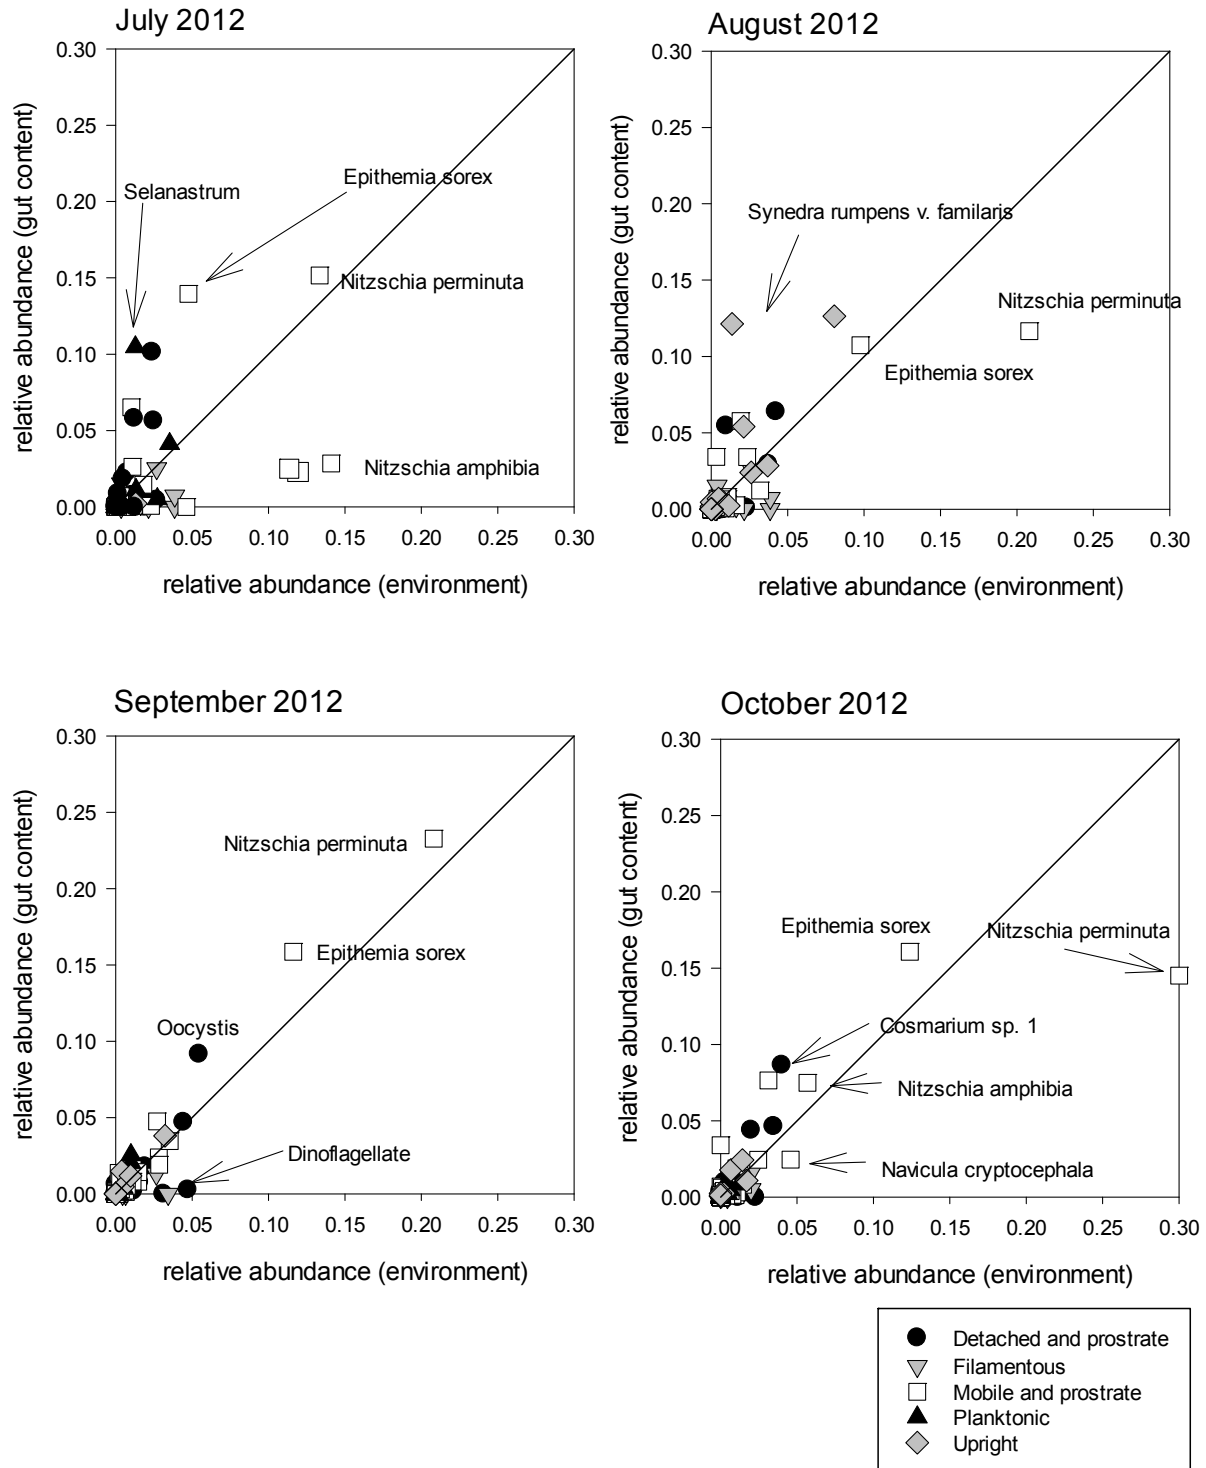 July 2012
0.30
0.25
0.20
0.15
0.10
0.05
0.00
relative abundance (gut content)
Selanastrum
Epithemia sorex
Nitzschia perminuta
Nitzschia amphibia
0.00 0.05 0.10 0.15 0.20 0.25 0.30
relative abundance (environment)
August 2012
0.30
0.25
0.20
0.15
0.10
0.05
0.00
relative abundance (gut content)
Synedra rumpens v. familaris
Nitzschia perminuta
Epithemia sorex
0.00 0.05 0.10 0.15 0.20 0.25 0.30
relative abundance (environment)
September 2012
0.30
0.25
0.20
0.15
0.10
0.05
0.00
relative abundance (gut content)
Nitzschia perminuta
Epithemia sorex
Oocystis
Dinoflagellate
0.00 0.05 0.10 0.15 0.20 0.25 0.30
relative abundance (environment)
October 2012
0.30
0.25
0.20
0.15
0.10
0.05
0.00
relative abundance (gut content)
Epithemia sorex
Nitzschia perminuta
Cosmarium sp. 1
Nitzschia amphibia
Navicula cryptocephala
0.00 0.05 0.10 0.15 0.20 0.25 0.30
relative abundance (environment)
Detached and prostrate
Filamentous
Mobile and prostrate
Planktonic
Upright